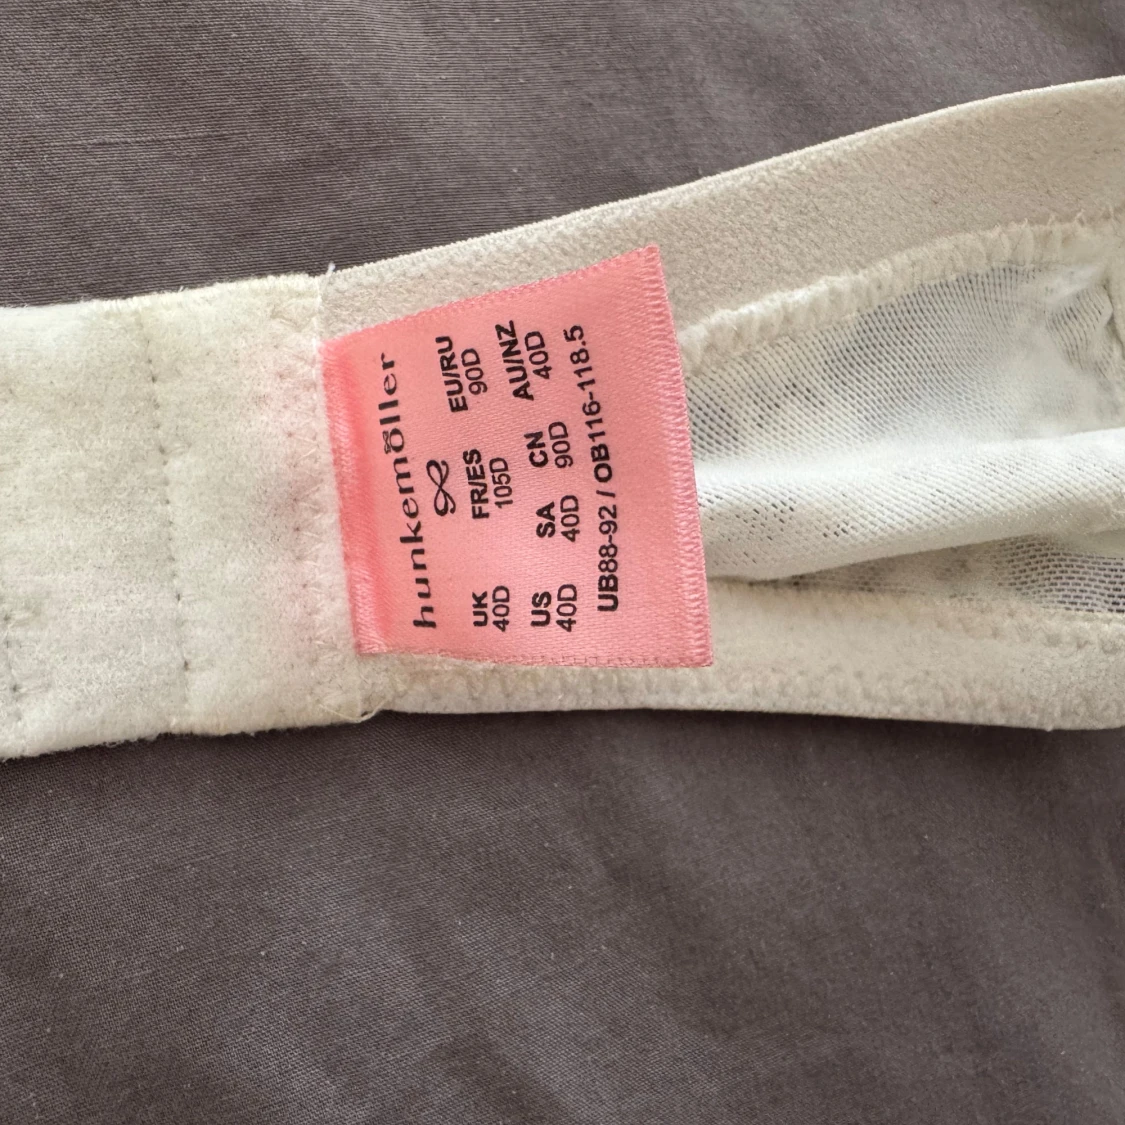 hunkemöller
UK FR/ES EU/RU
40D 105D 90D
US SA CN AU/NZ
40D 40D 90D 40D
UB88-92 / OB116-118.5